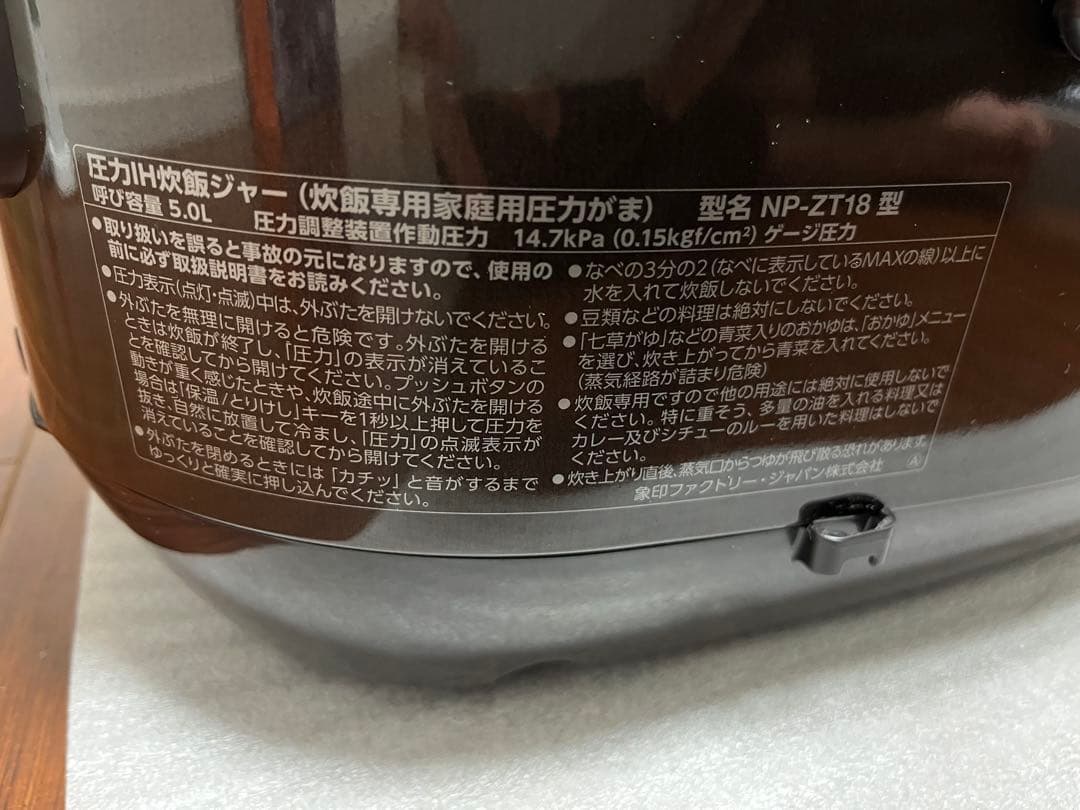 圧力IH炊飯ジャー(炊飯専用家庭用圧力がま) 型名 NP-ZT18 型
呼び容量 5.0L 圧力調整装置作動圧力 14.7kPa (0.15kgf/cm²) ゲージ圧力
●取り扱いを誤ると事故の元になりますので、使用の
前に必ず取扱説明書をお読みください。
●圧力表示(点灯・点滅)中は、外ぶたを開けないでください。
●外ぶたを無理に開けると危険です。外ぶたを開ける
ときは炊飯が終了し、「圧力」の表示が消えているこ
とを確認してから開けてください。プッシュボタンの
動きが重く感じたときや、炊飯途中に外ぶたを開ける
場合は「保温/とりけし」キーを1秒以上押して圧力を
抜き、自然に放置して冷まし、「圧力」の点滅表示が
消えていることを確認してから開けてください。
●外ぶたを閉めるときには「カチッ」と音がするまで
ゆっくりと確実に押し込んでください。
●なべの3分の2(なべに表示しているMAXの線)以上に
水を入れて炊飯しないでください。
●豆類などの料理は絶対にしないでください。
●「七草がゆ」などの青菜入りのおかゆは、「おかゆ」メニュー
を選び、炊き上がってから青菜を入れてください。
(蒸気経路が詰まり危険)
●炊飯専用ですので他の用途には絶対に使用しないで
ください。特に重そう、多量の油を入れる料理又は
カレー及びシチューのルーを用いた料理はしないで
ください。
●炊き上がり直後、蒸気口からつゆが飛び散る恐れがあります。
象印ファクトリー・ジャパン株式会社 Ⓐ